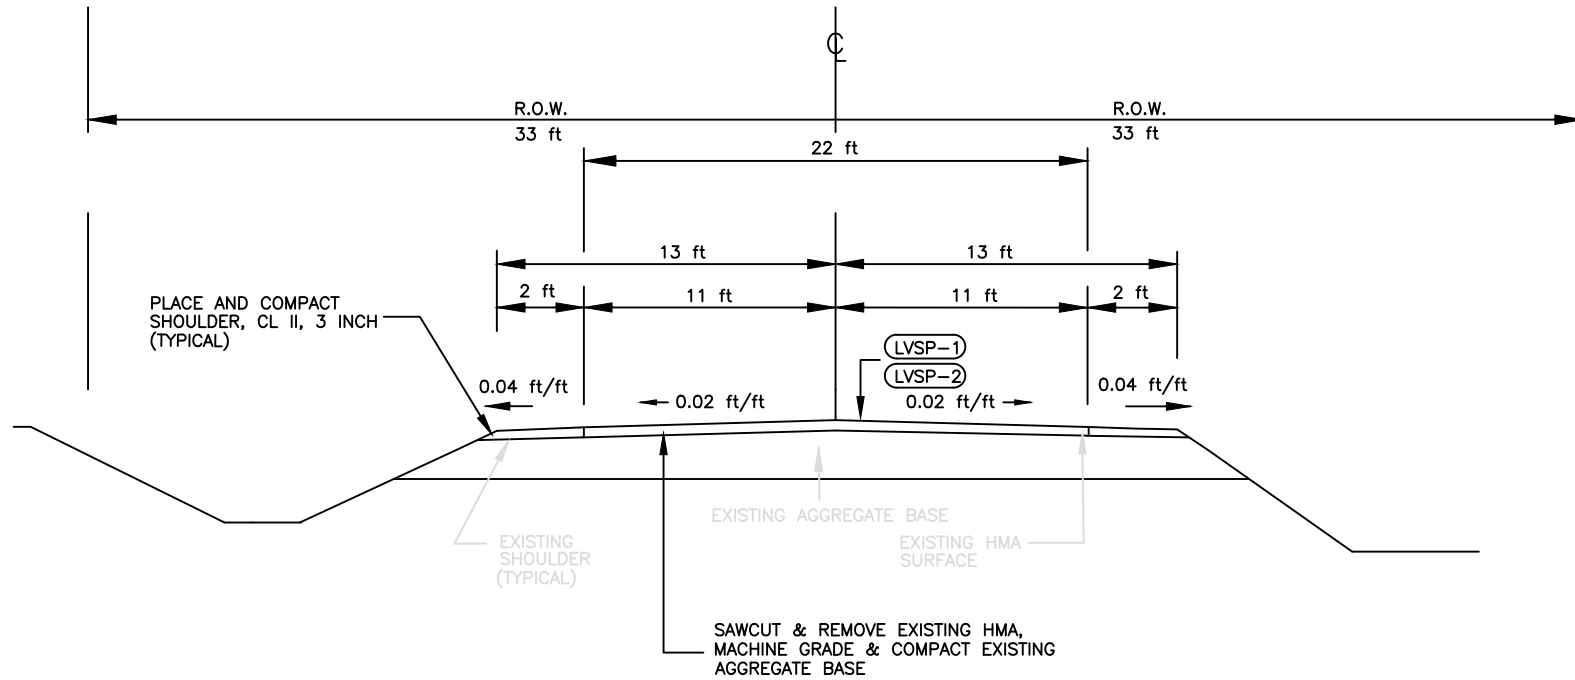 ℄
R.O.W.
33 ft
R.O.W.
33 ft
22 ft
13 ft
13 ft
2 ft
11 ft
11 ft
2 ft
PLACE AND COMPACT
SHOULDER, CL II, 3 INCH
(TYPICAL)
LVSP-1
LVSP-2
0.04 ft/ft
0.02 ft/ft
0.02 ft/ft
0.04 ft/ft
EXISTING AGGREGATE BASE
EXISTING
SHOULDER
(TYPICAL)
EXISTING HMA
SURFACE
SAWCUT & REMOVE EXISTING HMA,
MACHINE GRADE & COMPACT EXISTING
AGGREGATE BASE